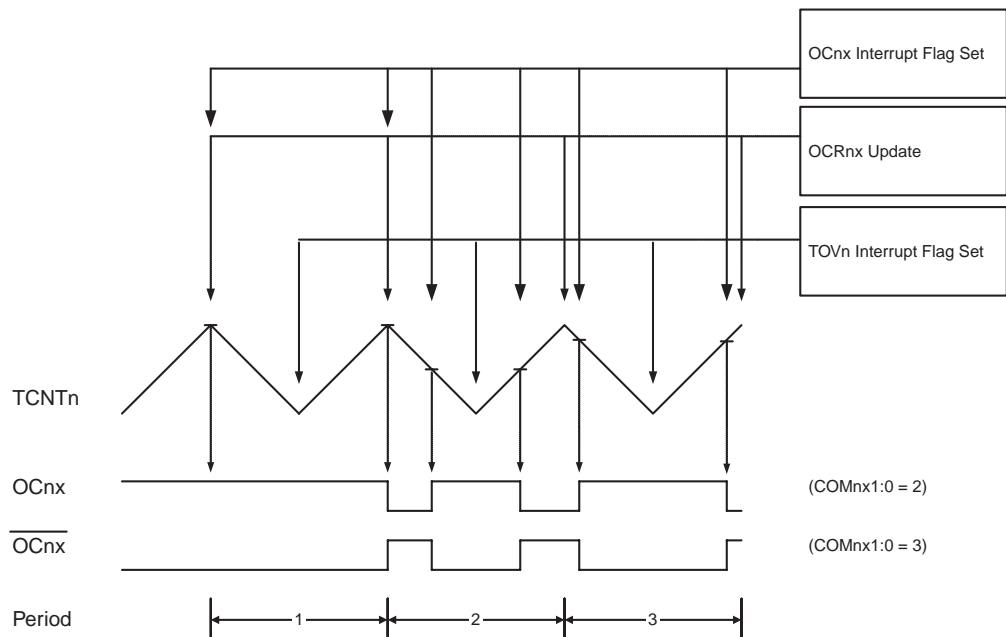 OCnx Interrupt Flag Set
OCRnx Update
TOVn Interrupt Flag Set
TCNTn
OCnx
(COMnx1:0 = 2)
OCnx
(COMnx1:0 = 3)
Period
1
2
3